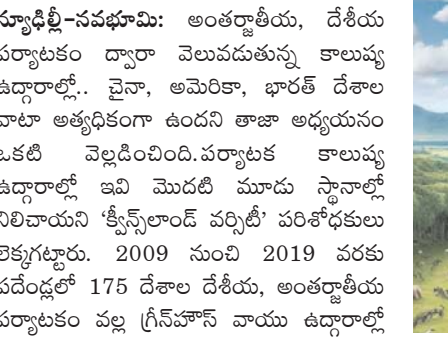 న్యూఢిల్లీ-నవభూమి: అంతర్జాతీయ, దేశీయ
పర్యాటకం ద్వారా వెలువడుతున్న కాలుష్య
ఉద్గారాల్లో.. చైనా, అమెరికా, భారత్ దేశాల
వాటా అత్యధికంగా ఉందని తాజా అధ్యయనం
ఒకటి వెల్లడించింది.పర్యాటక కాలుష్య
ఉద్గారాల్లో ఇవి మొదటి మూడు స్థానాల్లో
నిలిచాయని 'క్వీన్స్‌లాండ్ వర్సిటీ' పరిశోధకులు
లెక్కగట్టారు. 2009 నుంచి 2019 వరకు
పదేండ్లలో 175 దేశాల దేశీయ, అంతర్జాతీయ
పర్యాటకం వల్ల గ్రీన్‌హౌస్ వాయు ఉద్గారాల్లో